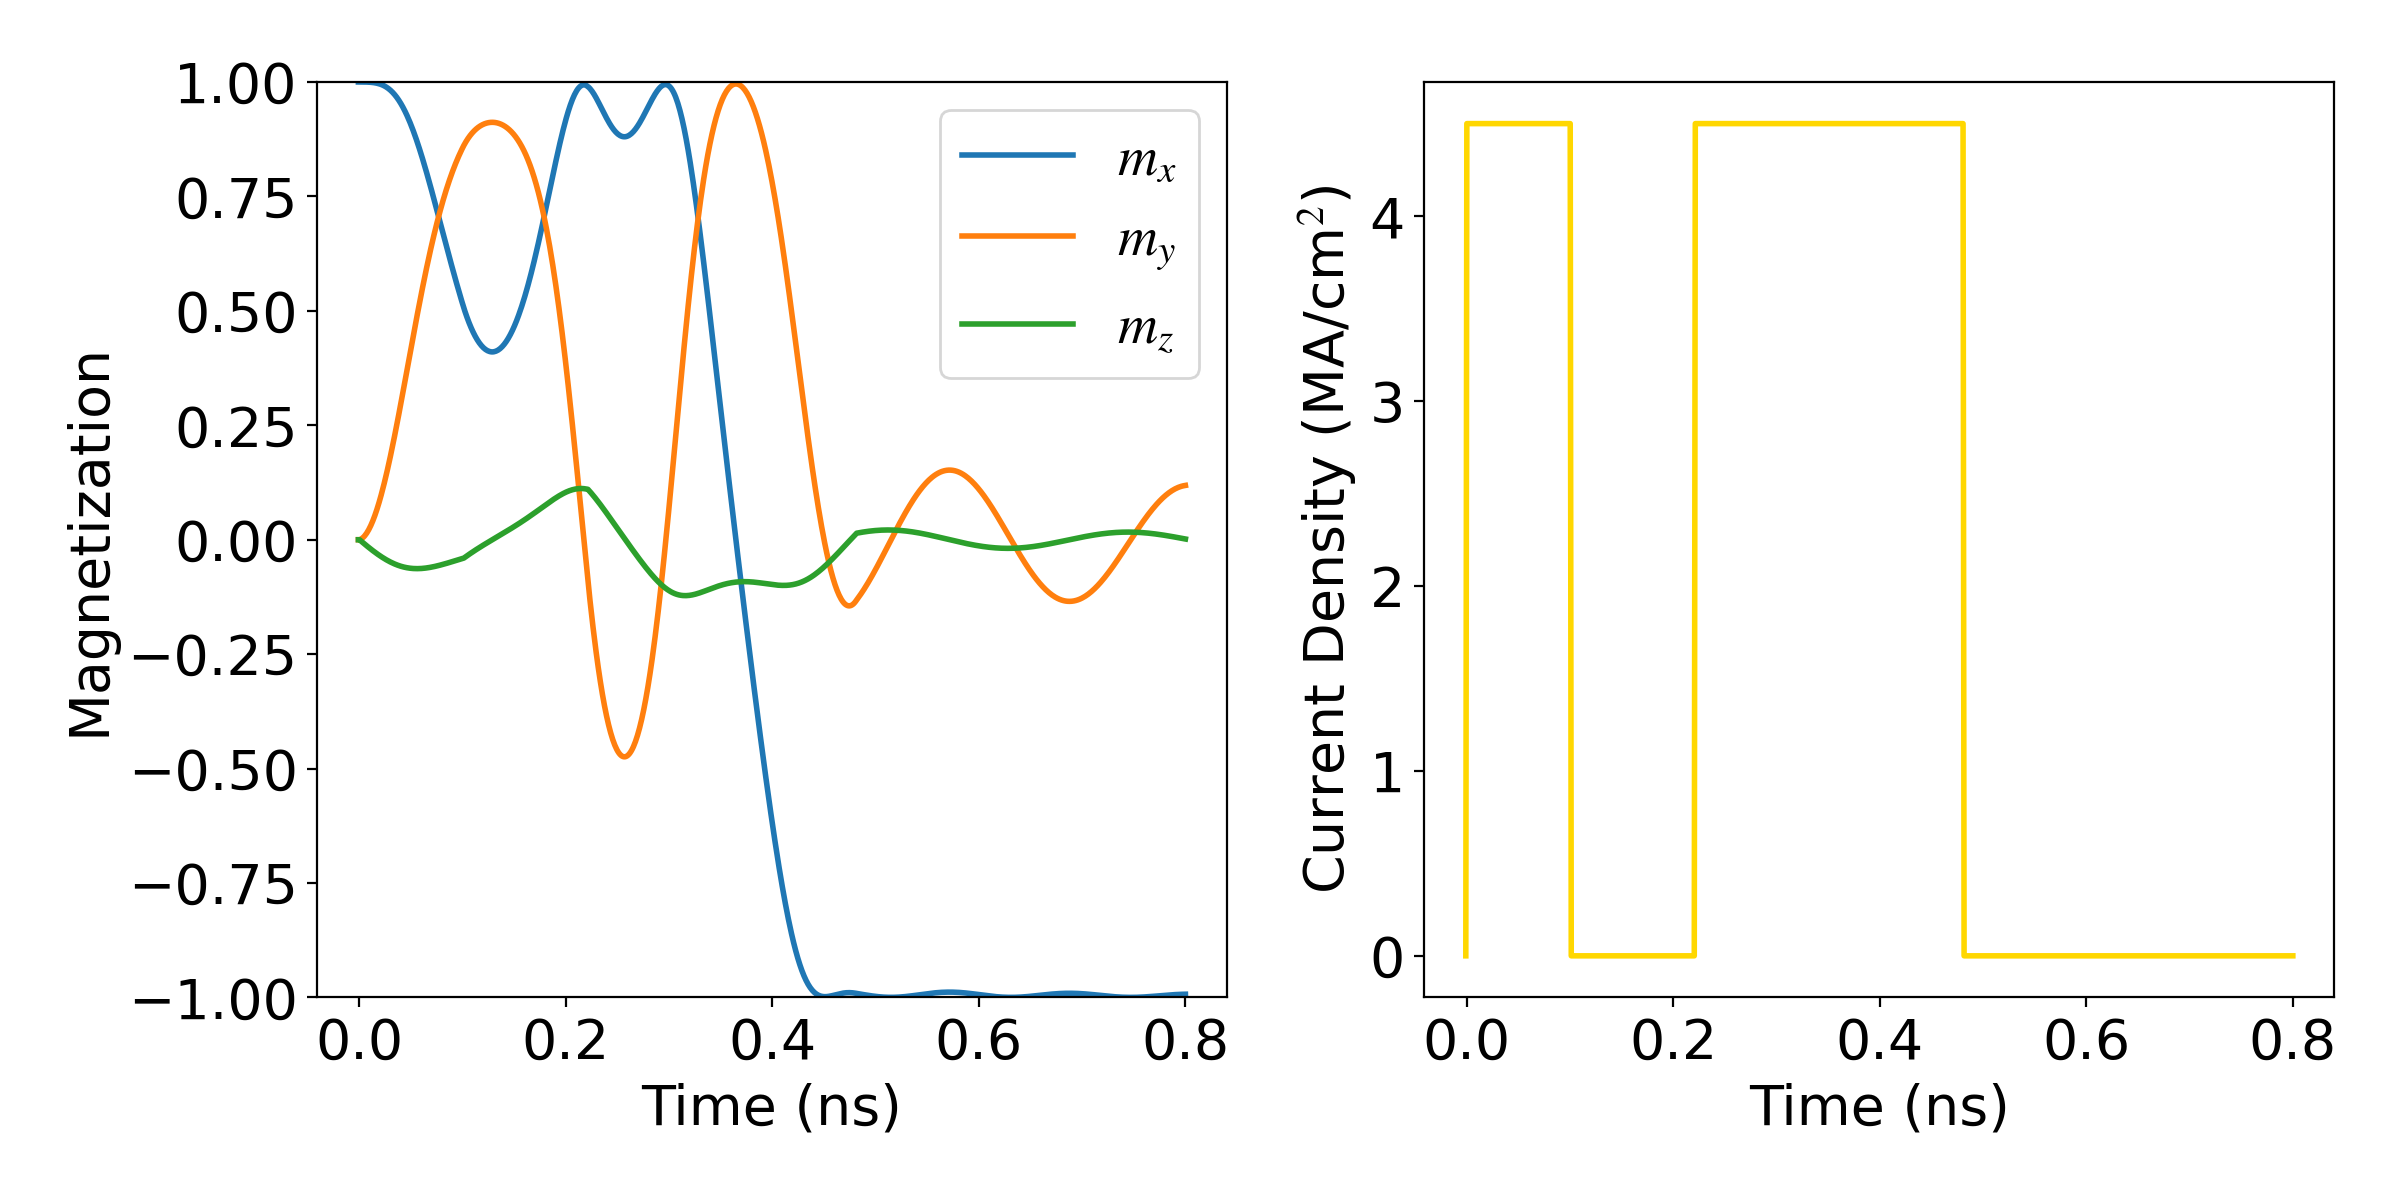 1.00
0.75
0.50
0.25
0.00
−0.25
−0.50
−0.75
−1.00
Magnetization
0.0 0.2 0.4 0.6 0.8
Time (ns)
m_x
m_y
m_z
4
3
2
1
0
Current Density (MA/cm²)
0.0 0.2 0.4 0.6 0.8
Time (ns)